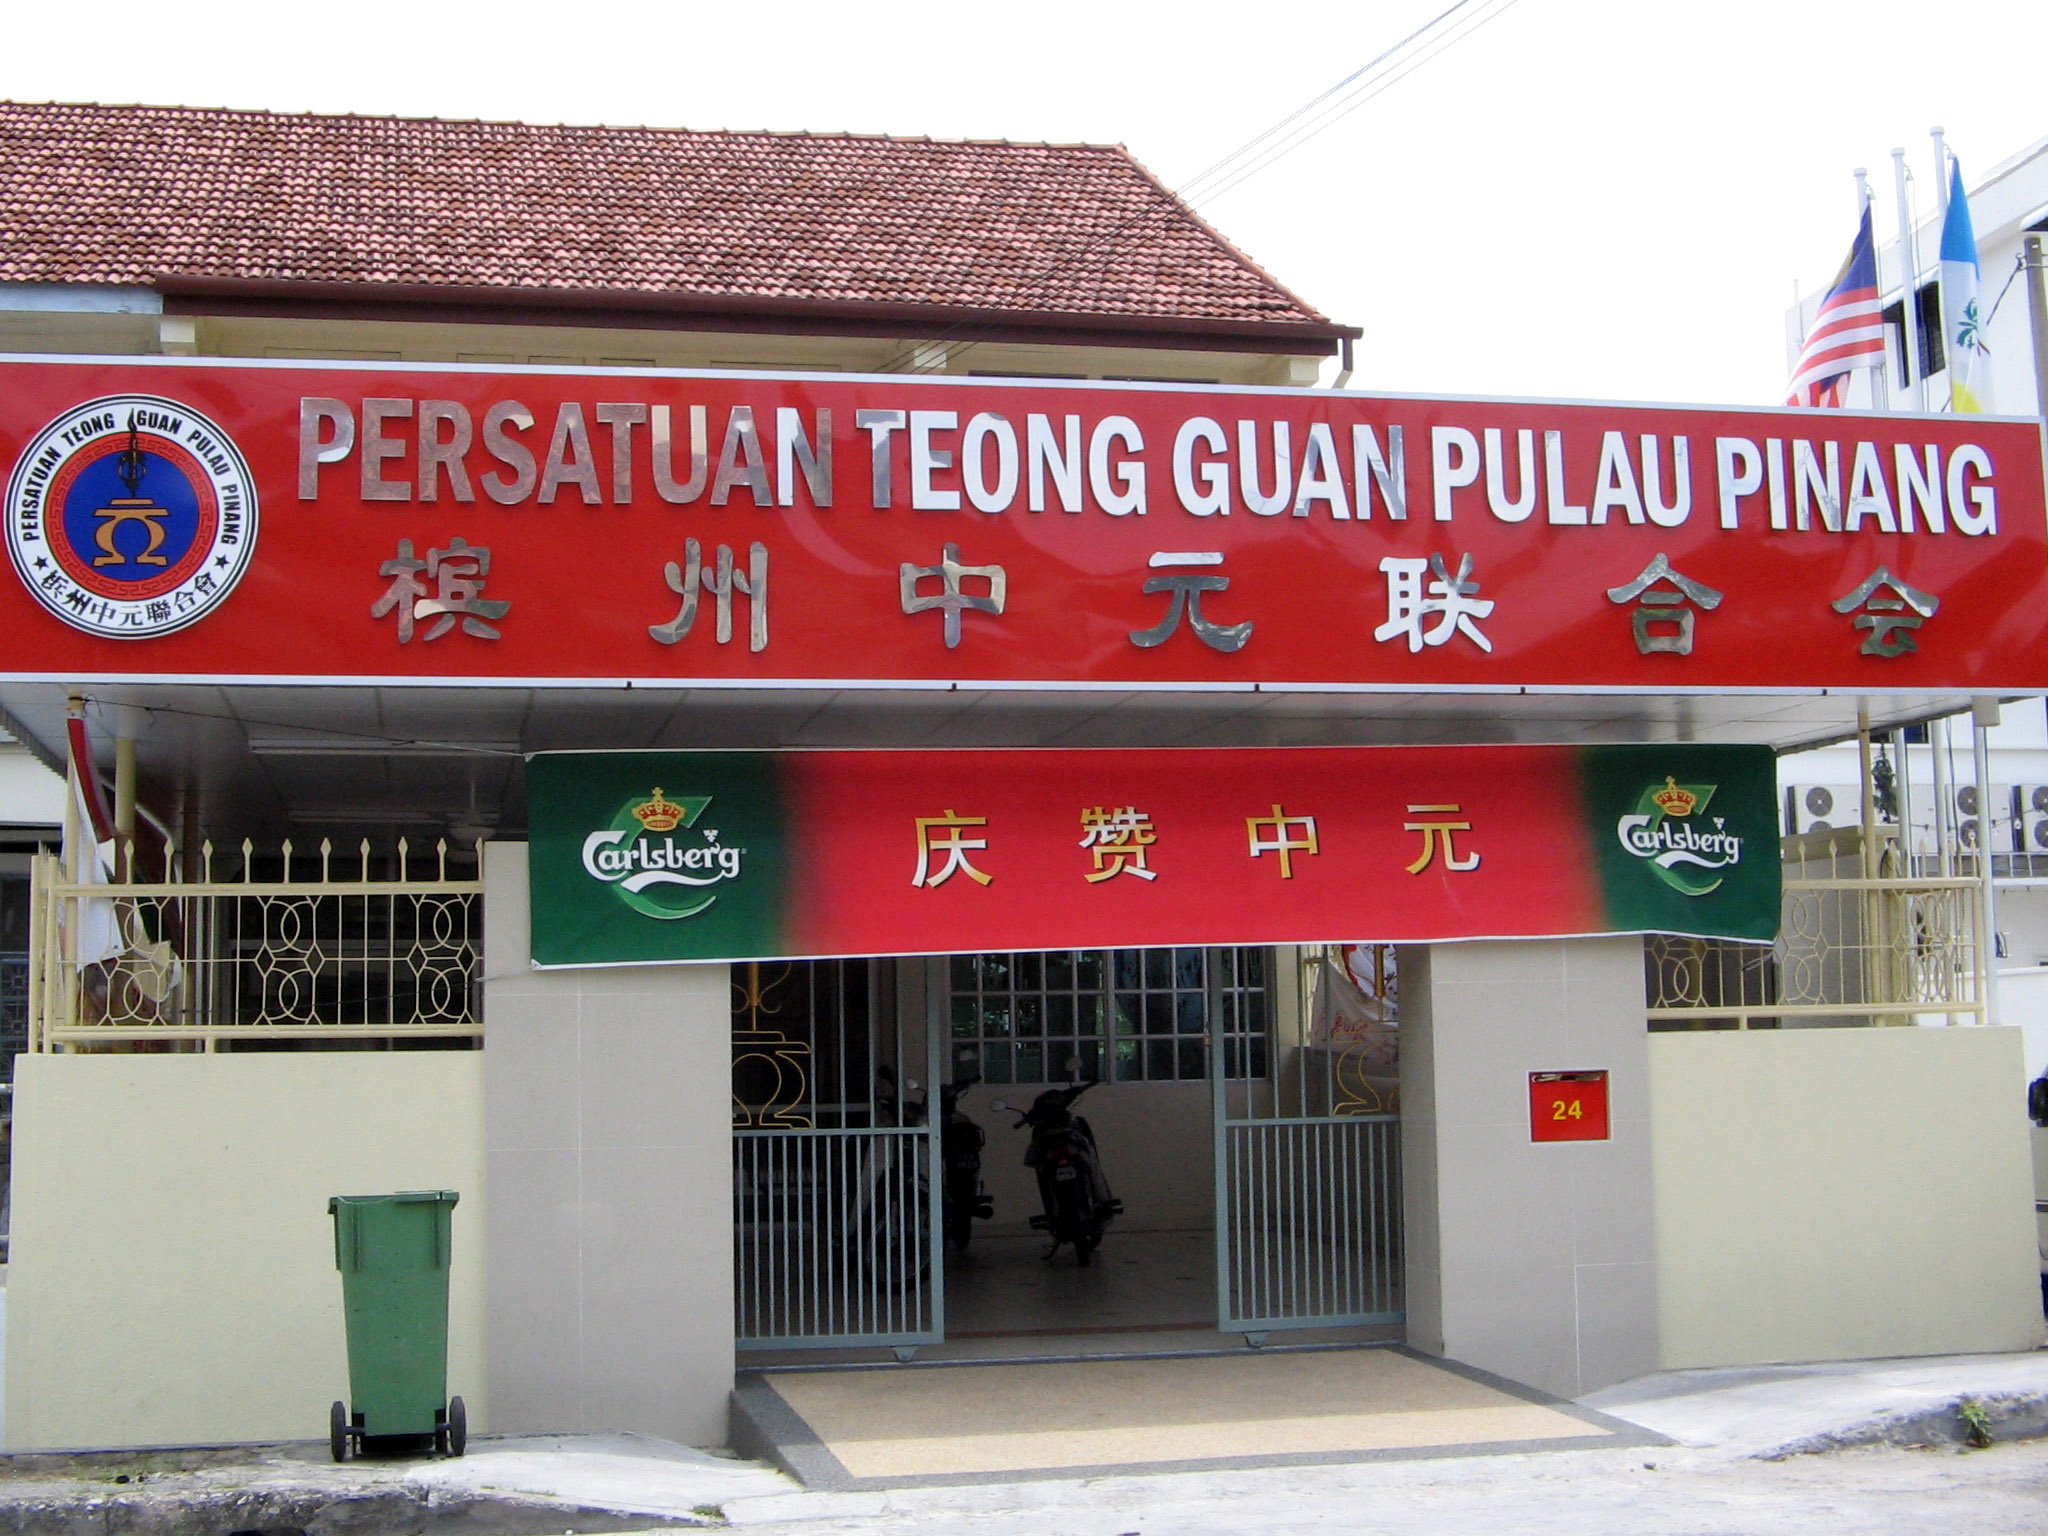 PERSATUAN TEONG GUAN PULAU PINANG
槟州中元聯合會
PERSATUAN TEONG GUAN PULAU PINANG
槟州中元联合会
Carlsberg
庆赞中元
Carlsberg
24